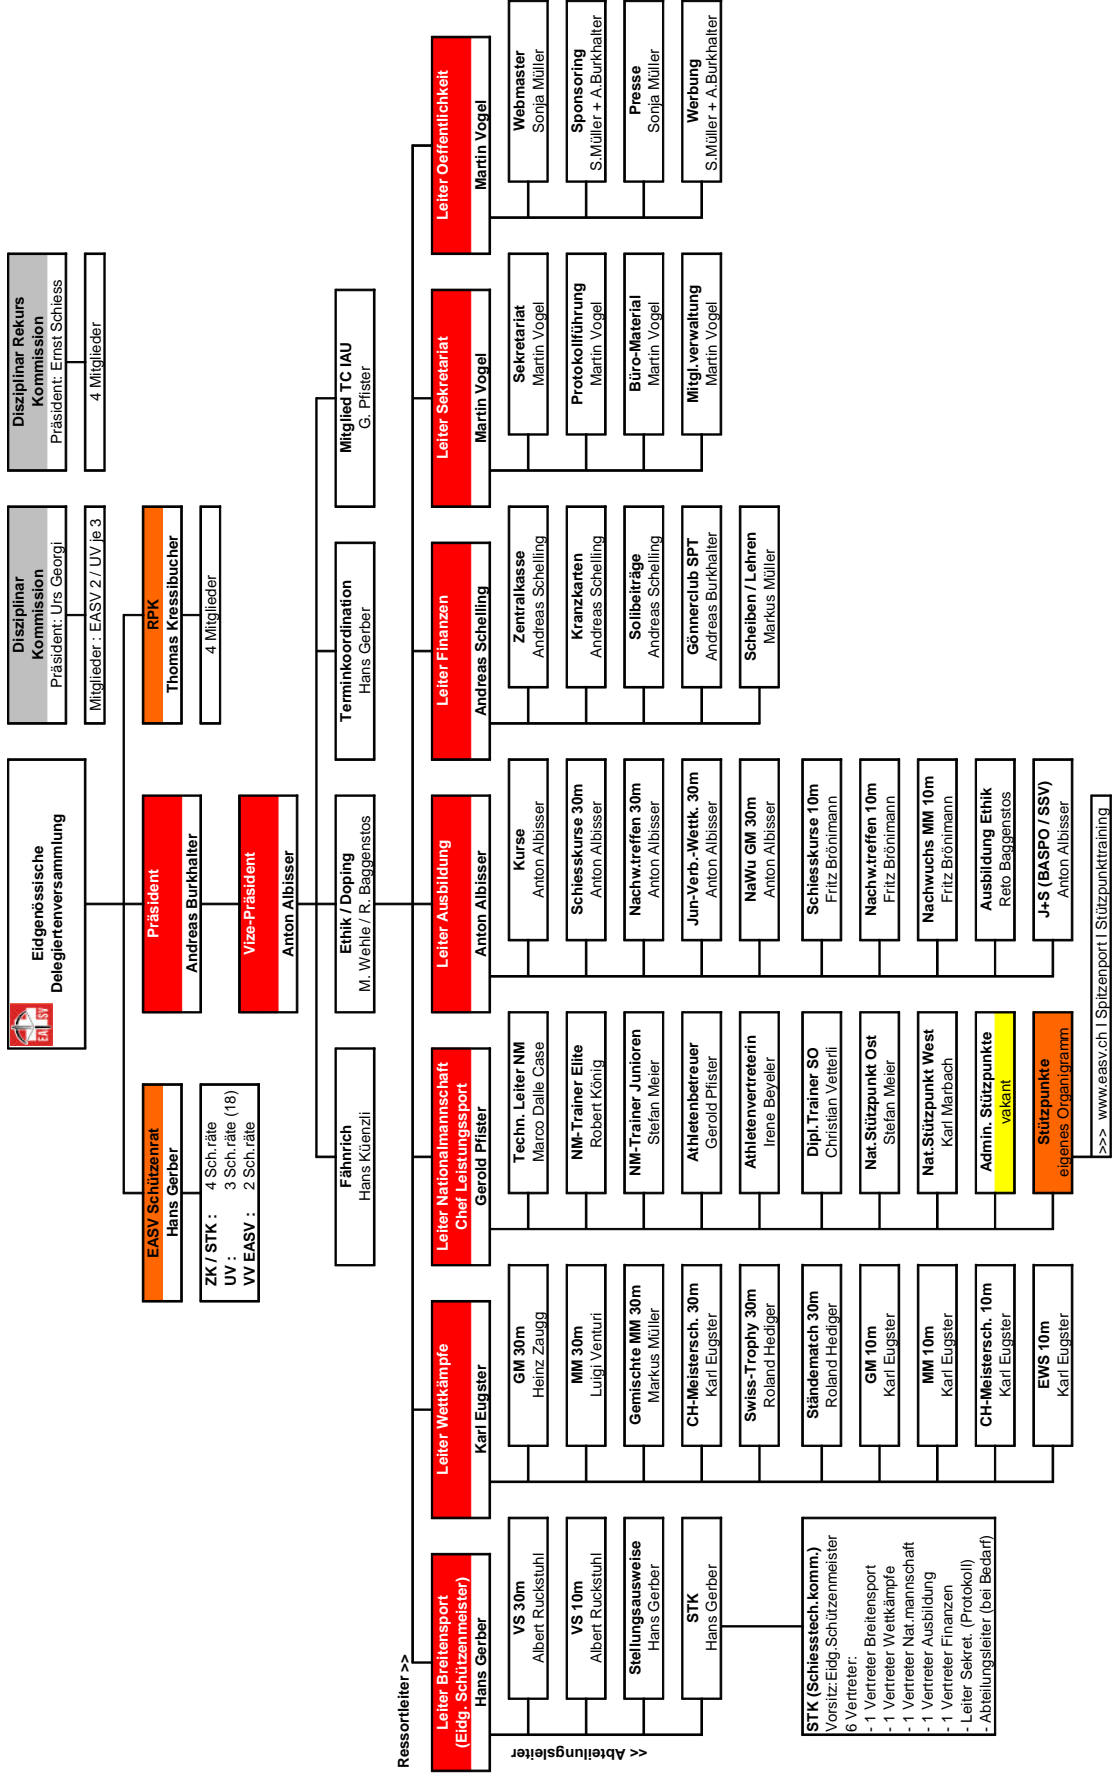 Eidgenössische
Delegiertenversammlung
EASV
Disziplinar
Kommission
Präsident: Urs Georgi
Mitglieder : EASV 2 / UV je 3
Disziplinar Rekurs
Kommission
Präsident: Ernst Schiess
4 Mitglieder
EASV Schützenrat
Hans Gerber
ZK / STK : 4 Sch.räte
UV : 3 Sch.räte (18)
VV EASV : 2 Sch.räte
Präsident
Andreas Burkhalter
RPK
Thomas Kressibucher
4 Mitglieder
Vize-Präsident
Anton Albisser
Fähnrich
Hans Küenzli
Ethik / Doping
M. Wehle / R. Baggenstos
Terminkoordination
Hans Gerber
Mitglied TC IAU
G. Pfister
Ressortleiter >>
<< Abteilungsleiter
Leiter Breitensport
(Eidg. Schützenmeister)
Hans Gerber
VS 30m
Albert Ruckstuhl
VS 10m
Albert Ruckstuhl
Stellungsausweise
Hans Gerber
STK
Hans Gerber
STK (Schiesstech.komm.)
Vorsitz:Eidg.Schützenmeister
6 Vertreter:
- 1 Vertreter Breitensport
- 1 Vertreter Wettkämpfe
- 1 Vertreter Nat.mannschaft
- 1 Vertreter Ausbildung
- 1 Vertreter Finanzen
- Leiter Sekret. (Protokoll)
- Abteilungsleiter (bei Bedarf)
Leiter Wettkämpfe
Karl Eugster
GM 30m
Heinz Zaugg
MM 30m
Luigi Venturi
Gemischte MM 30m
Markus Müller
CH-Meistersch. 30m
Karl Eugster
Swiss-Trophy 30m
Roland Hediger
Ständematch 30m
Roland Hediger
GM 10m
Karl Eugster
MM 10m
Karl Eugster
CH-Meistersch. 10m
Karl Eugster
EWS 10m
Karl Eugster
Leiter Nationalmannschaft
Chef Leistungssport
Gerold Pfister
Techn. Leiter NM
Marco Dalle Case
NM-Trainer Elite
Robert König
NM-Trainer Junioren
Stefan Meier
Athletenbetreuer
Gerold Pfister
Athletenvertreterin
Irene Beyeler
Dipl.Trainer SO
Christian Vetterli
Nat.Stützpunkt Ost
Stefan Meier
Nat.Stützpunkt West
Karl Marbach
Admin. Stützpunkte
vakant
Stützpunkte
eigenes Organigramm
>>> www.easv.ch I Spitzenport I Stützpunkttraining
Leiter Ausbildung
Anton Albisser
Kurse
Anton Albisser
Schiesskurse 30m
Anton Albisser
Nachw.treffen 30m
Anton Albisser
Jun-Verb.-Wettk. 30m
Anton Albisser
NaWu GM 30m
Anton Albisser
Schiesskurse 10m
Fritz Brönimann
Nachw.treffen 10m
Fritz Brönimann
Nachwuchs MM 10m
Fritz Brönimann
Ausbildung Ethik
Reto Baggenstos
J+S (BASPO / SSV)
Anton Albisser
Leiter Finanzen
Andreas Schelling
Zentralkasse
Andreas Schelling
Kranzkarten
Andreas Schelling
Sollbeiträge
Andreas Schelling
Gönnerclub SPT
Andreas Burkhalter
Scheiben / Lehren
Markus Müller
Leiter Sekretariat
Martin Vogel
Sekretariat
Martin Vogel
Protokollführung
Martin Vogel
Büro-Material
Martin Vogel
Mitgl.verwaltung
Martin Vogel
Leiter Oeffentlichkeit
Martin Vogel
Webmaster
Sonja Müller
Sponsoring
S.Müller + A.Burkhalter
Presse
Sonja Müller
Werbung
S.Müller + A.Burkhalter